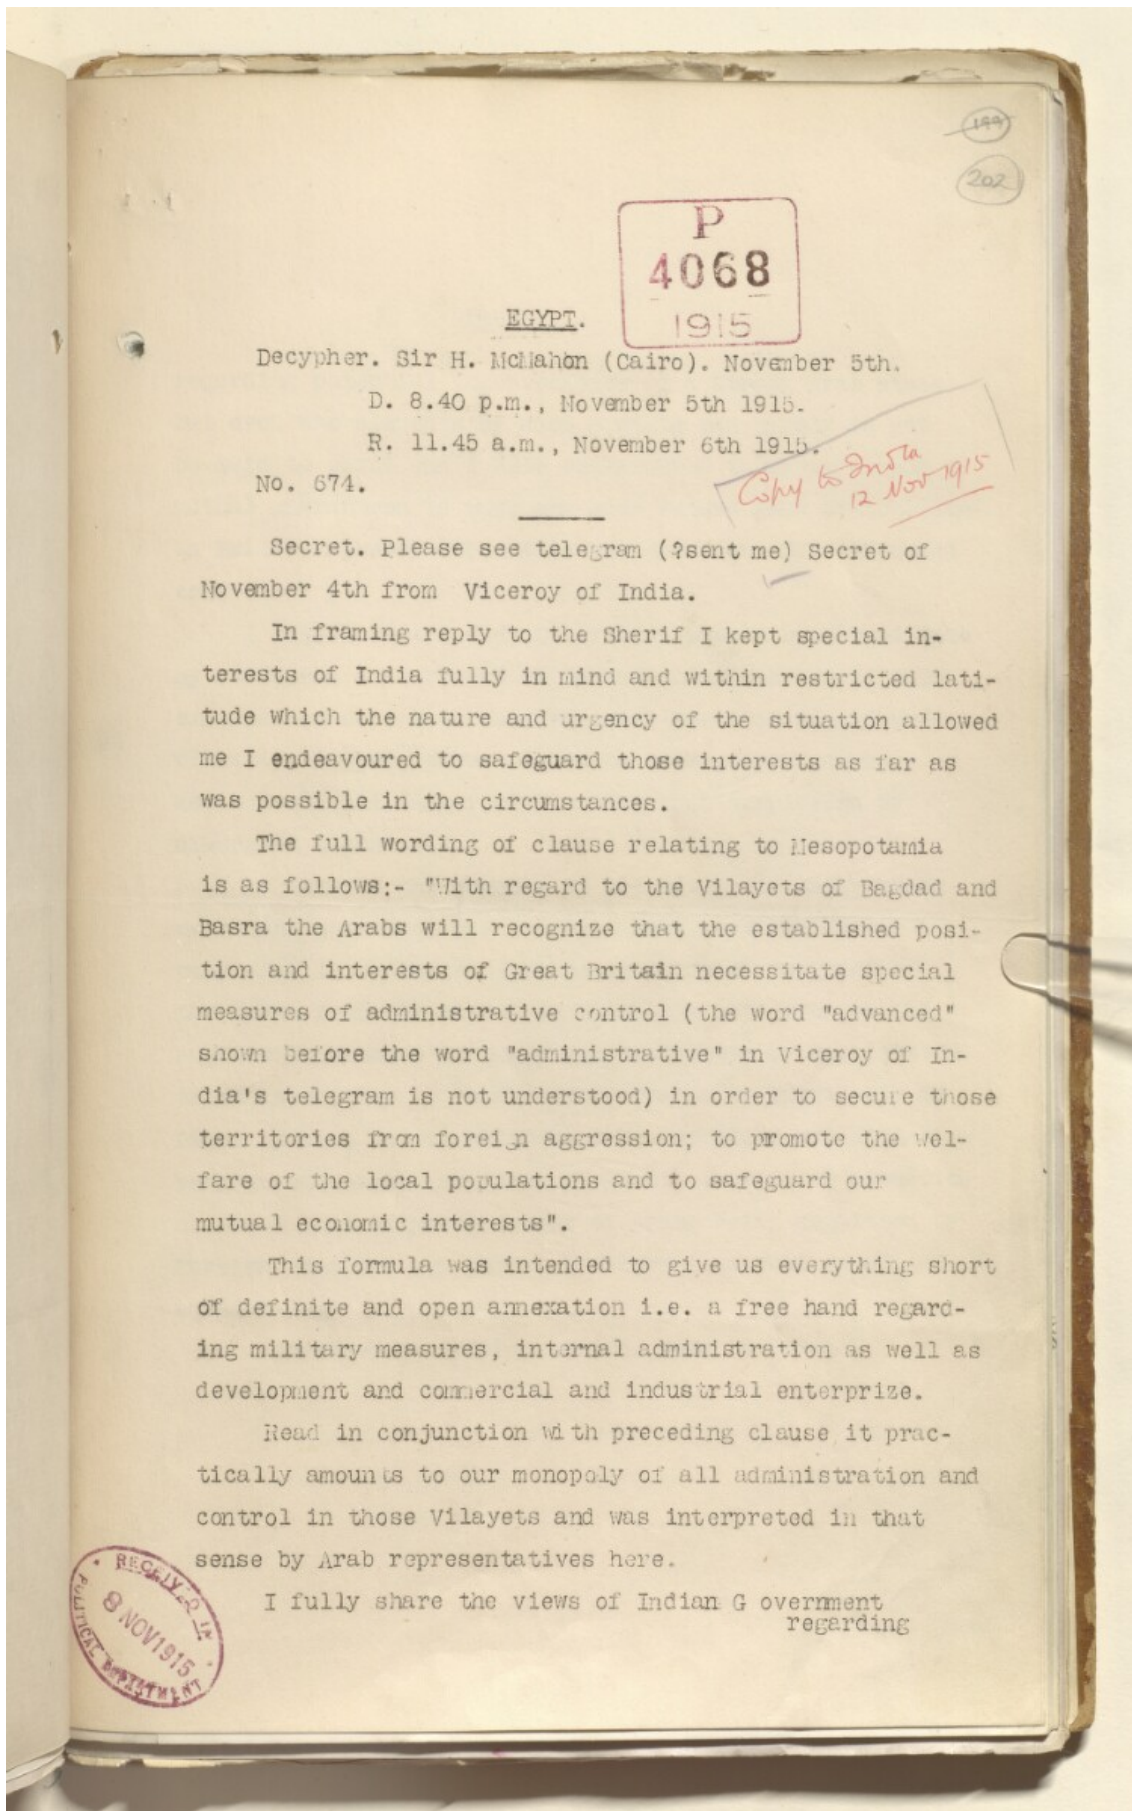 199
202
P
4068
1915
EGYPT.
Decypher. Sir H. McMahon (Cairo). November 5th.
D. 8.40 p.m., November 5th 1915.
R. 11.45 a.m., November 6th 1915.
Copy to India
12 Nov 1915
No. 674.
Secret. Please see telegram (?sent me) Secret of
November 4th from Viceroy of India.
In framing reply to the Sherif I kept special in-
terests of India fully in mind and within restricted lati-
tude which the nature and urgency of the situation allowed
me I endeavoured to safeguard those interests as far as
was possible in the circumstances.
The full wording of clause relating to Mesopotamia
is as follows:- "With regard to the Vilayets of Bagdad and
Basra the Arabs will recognize that the established posi-
tion and interests of Great Britain necessitate special
measures of administrative control (the word "advanced"
shown before the word "administrative" in Viceroy of In-
dia's telegram is not understood) in order to secure those
territories from foreign aggression; to promote the wel-
fare of the local populations and to safeguard our
mutual economic interests".
This formula was intended to give us everything short
of definite and open annexation i.e. a free hand regard-
ing military measures, internal administration as well as
development and commercial and industrial enterprize.
Read in conjunction with preceding clause it prac-
tically amounts to our monopoly of all administration and
control in those Vilayets and was interpreted in that
sense by Arab representatives here.
I fully share the views of Indian G overnment
regarding
RECEIVED IN
8 NOV 1915
POLITICAL DEPARTMENT